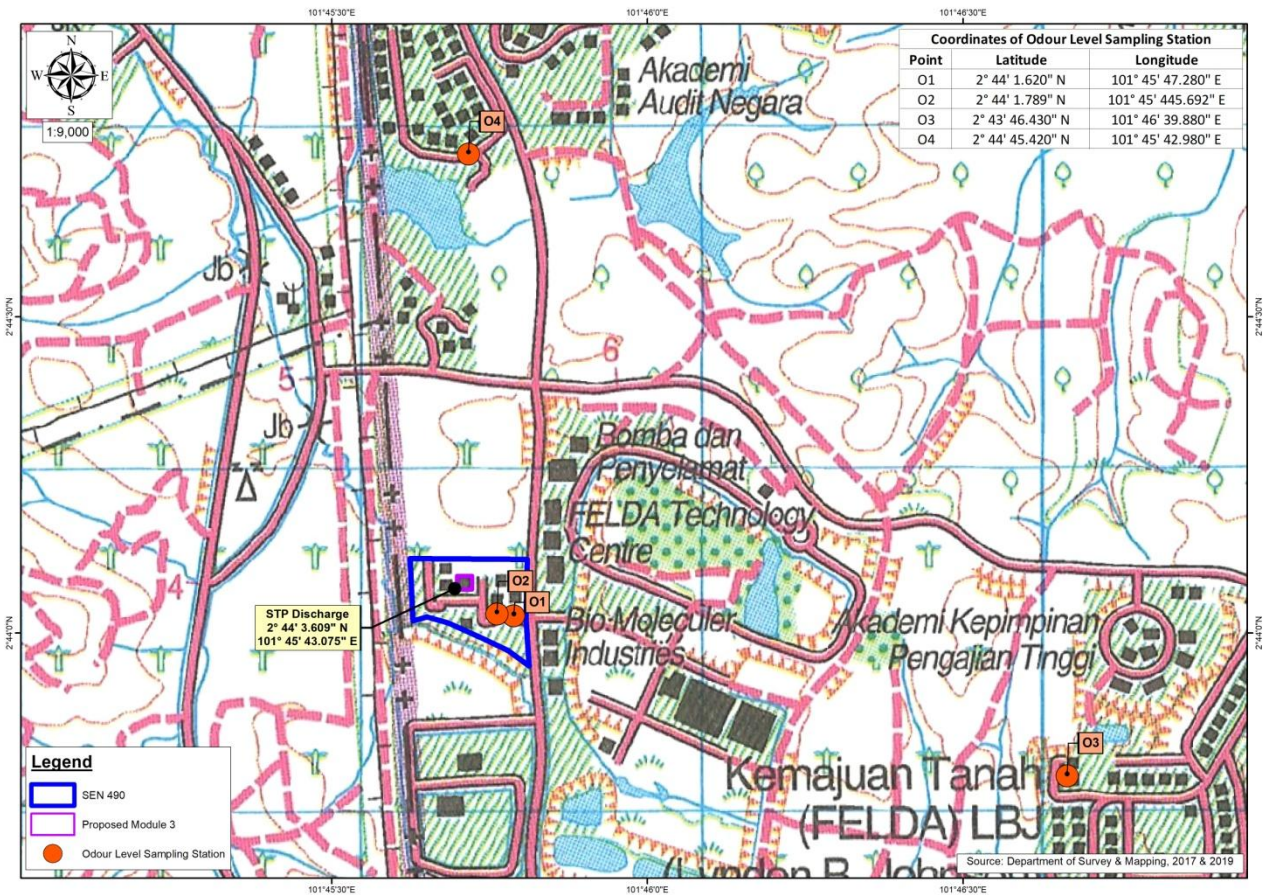 101°45'30"E
101°46'0"E
101°46'30"E
N
W
E
S
1:9,000
Coordinates of Odour Level Sampling Station
Point Latitude Longitude
O1 2° 44' 1.620" N 101° 45' 47.280" E
O2 2° 44' 1.789" N 101° 45' 445.692" E
O3 2° 43' 46.430" N 101° 46' 39.880" E
O4 2° 44' 45.420" N 101° 45' 42.980" E
Akademi
Audit Negara
O4
Jb
2°44'30"N
2°44'30"N
6
5
Jb
Bomba dan
Penyelamat
FELDA Technology
Centre
4
O2
O1
STP Discharge
2° 44' 3.609" N
101° 45' 43.075" E
Bio-Moleculer
Industries
Akademi Kepimpinan
Pengajian Tinggi
2°44'0"N
2°44'0"N
O3
Kemajuan Tanah
(FELDA) LBJ
Legend
SEN 490
Proposed Module 3
Odour Level Sampling Station
Source: Department of Survey & Mapping, 2017 & 2019
101°45'30"E
101°46'0"E
101°46'30"E